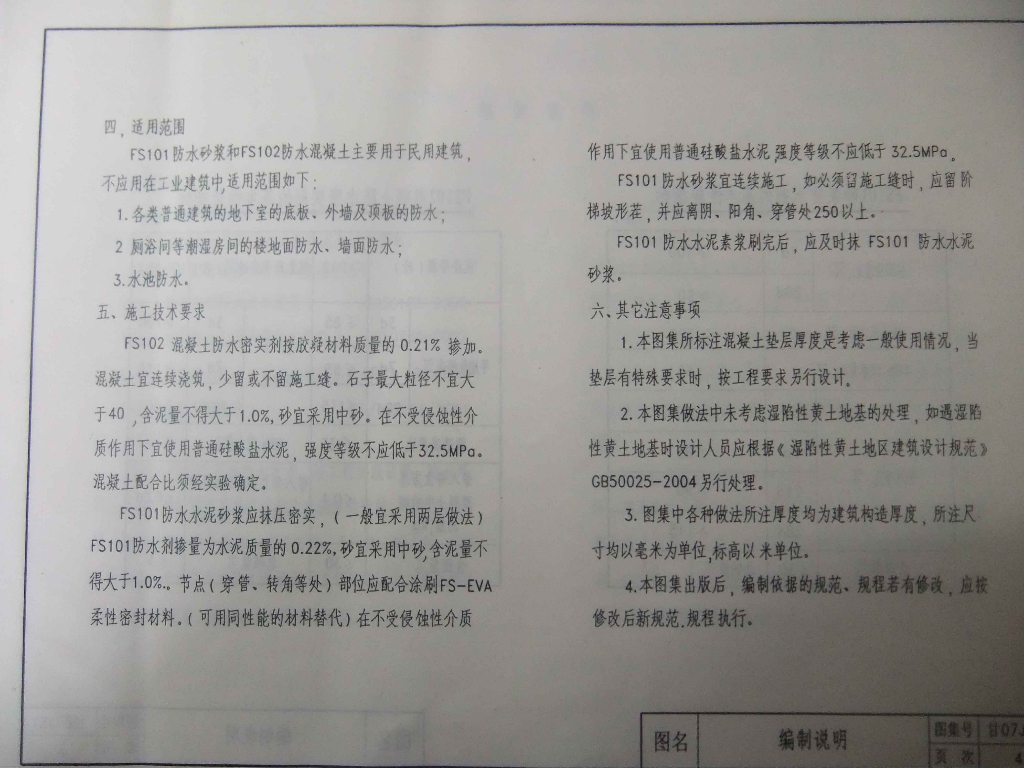 四，适用范围
FS101防水砂浆和FS102防水混凝土主要用于民用建筑，
不应用在工业建筑中,适用范围如下：
1.各类普通建筑的地下室的底板、外墙及顶板的防水；
2 厕浴间等潮湿房间的楼地面防水、墙面防水；
3.水池防水。
五、施工技术要求
FS102 混凝土防水密实剂按胶凝材料质量的0.21% 掺加。
混凝土宜连续浇筑，少留或不留施工缝。石子最大粒径不宜大
于40，含泥量不得大于1.0%,砂宜采用中砂。在不受侵蚀性介
质作用下宜使用普通硅酸盐水泥，强度等级不应低于32.5MPa。
混凝土配合比须经实验确定。
FS101防水水泥砂浆应抹压密实，(一般宜采用两层做法)
FS101防水剂掺量为水泥质量的0.22%,砂宜采用中砂,含泥量不
得大于1.0%.。节点(穿管、转角等处)部位应配合涂刷FS-EVA
柔性密封材料。(可用同性能的材料替代)在不受侵蚀性介质
作用下宜使用普通硅酸盐水泥,强度等级不应低于 32.5MPa。
FS101防水砂浆宜连续施工，如必须留施工缝时，应留阶
梯坡形茬，并应离阴、阳角、穿管处250以上。
FS101防水水泥素浆刷完后，应及时抹 FS101 防水水泥
砂浆。
六、其它注意事项
1.本图集所标注混凝土垫层厚度是考虑一般使用情况，当
垫层有特殊要求时，按工程要求另行设计。
2.本图集做法中未考虑湿陷性黄土地基的处理，如遇湿陷
性黄土地基时设计人员应根据《湿陷性黄土地区建筑设计规范》
GB50025-2004另行处理。
3.图集中各种做法所注厚度均为建筑构造厚度，所注尺
寸均以毫米为单位,标高以米单位。
4.本图集出版后，编制依据的规范、规程若有修改，应按
修改后新规范.规程执行。
图名 编制说明 图集号 甘07J
页 次 4